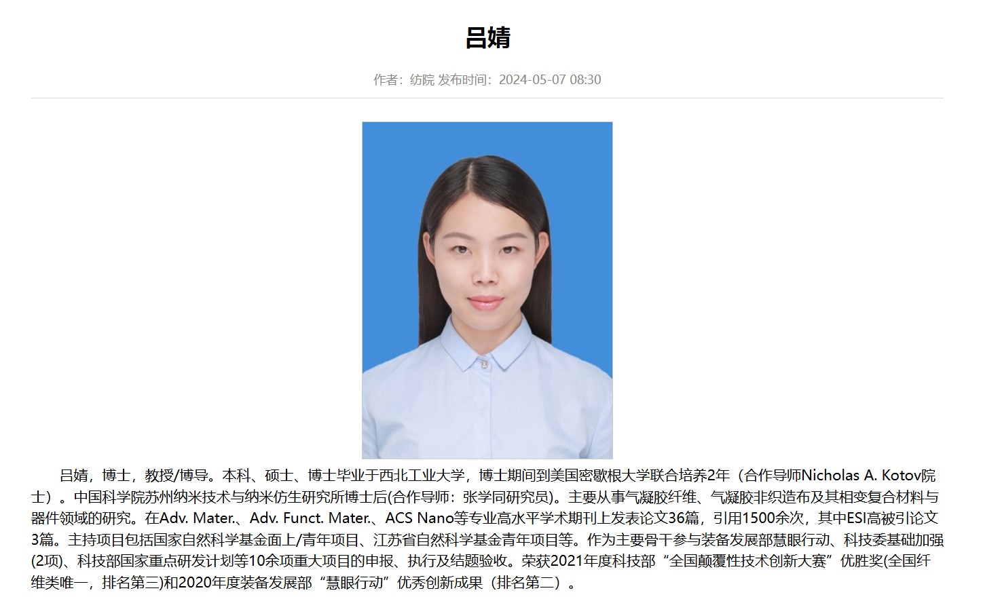 吕婧
作者：纺院 发布时间：2024-05-07 08:30
吕婧，博士，教授/博导。本科、硕士、博士毕业于西北工业大学，博士期间到美国密歇根大学联合培养2年（合作导师Nicholas A. Kotov院
士）。中国科学院苏州纳米技术与纳米仿生研究所博士后(合作导师：张学同研究员)。主要从事气凝胶纤维、气凝胶非织造布及其相变复合材料与
器件领域的研究。在Adv. Mater.、Adv. Funct. Mater.、ACS Nano等专业高水平学术期刊上发表论文36篇，引用1500余次，其中ESI高被引论文
3篇。主持项目包括国家自然科学基金面上/青年项目、江苏省自然科学基金青年项目等。作为主要骨干参与装备发展部慧眼行动、科技委基础加强
(2项)、科技部国家重点研发计划等10余项重大项目的申报、执行及结题验收。荣获2021年度科技部“全国颠覆性技术创新大赛”优胜奖(全国纤
维类唯一，排名第三)和2020年度装备发展部“慧眼行动”优秀创新成果（排名第二）。